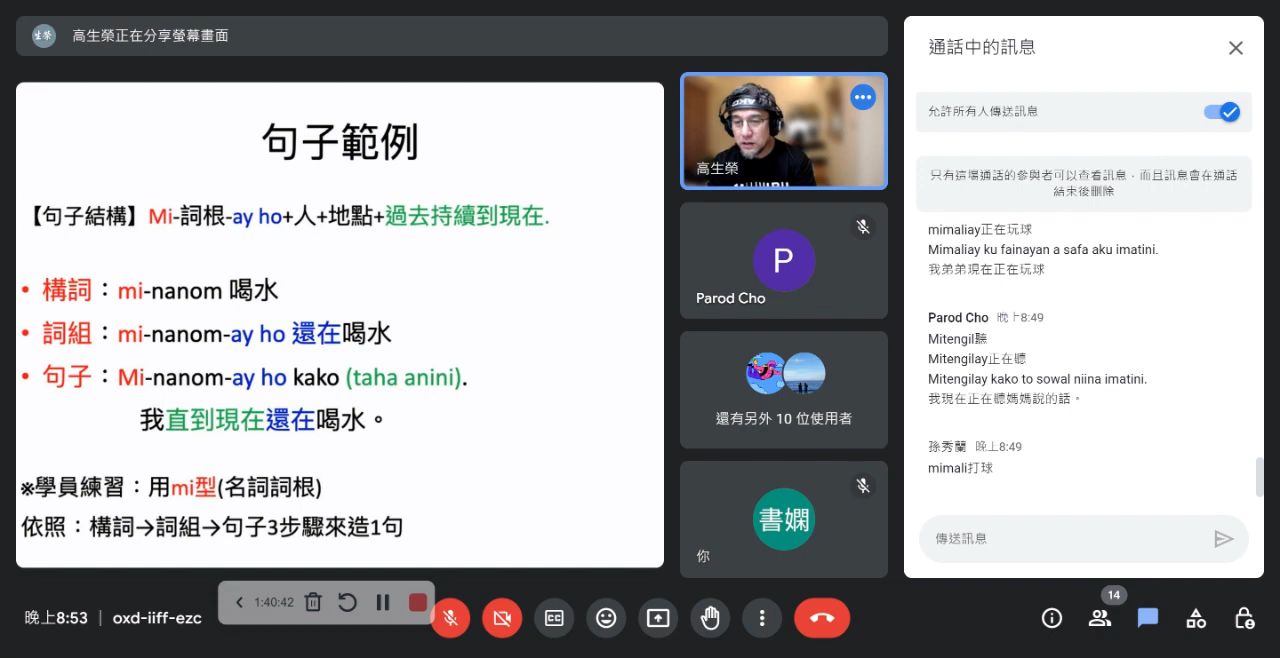 生榮
高生榮正在分享螢幕畫面
句子範例
【句子結構】Mi-詞根-ay ho+人+地點+過去持續到現在.
• 構詞：mi-nanom 喝水
• 詞組：mi-nanom-ay ho 還在喝水
• 句子：Mi-nanom-ay ho kako (taha anini).
我直到現在還在喝水。
※學員練習：用mi型(名詞詞根)
依照：構詞→詞組→句子3步驟來造1句
高生榮
P
Parod Cho
還有另外 10 位使用者
書嫻
你
通話中的訊息
允許所有人傳送訊息
只有這場通話的參與者可以查看訊息，而且訊息會在通話
結束後刪除
mimaliay正在玩球
Mimaliay ku fainayan a safa aku imatini.
我弟弟現在正在玩球
Parod Cho 晚上8:49
Mitengil聽
Mitengilay正在聽
Mitengilay kako to sowal niina imatini.
我現在正在聽媽媽說的話。
孫秀蘭 晚上8:49
mimali打球
傳送訊息
晚上8:53 | oxd-iiff-ezc
1:40:42
CC
14